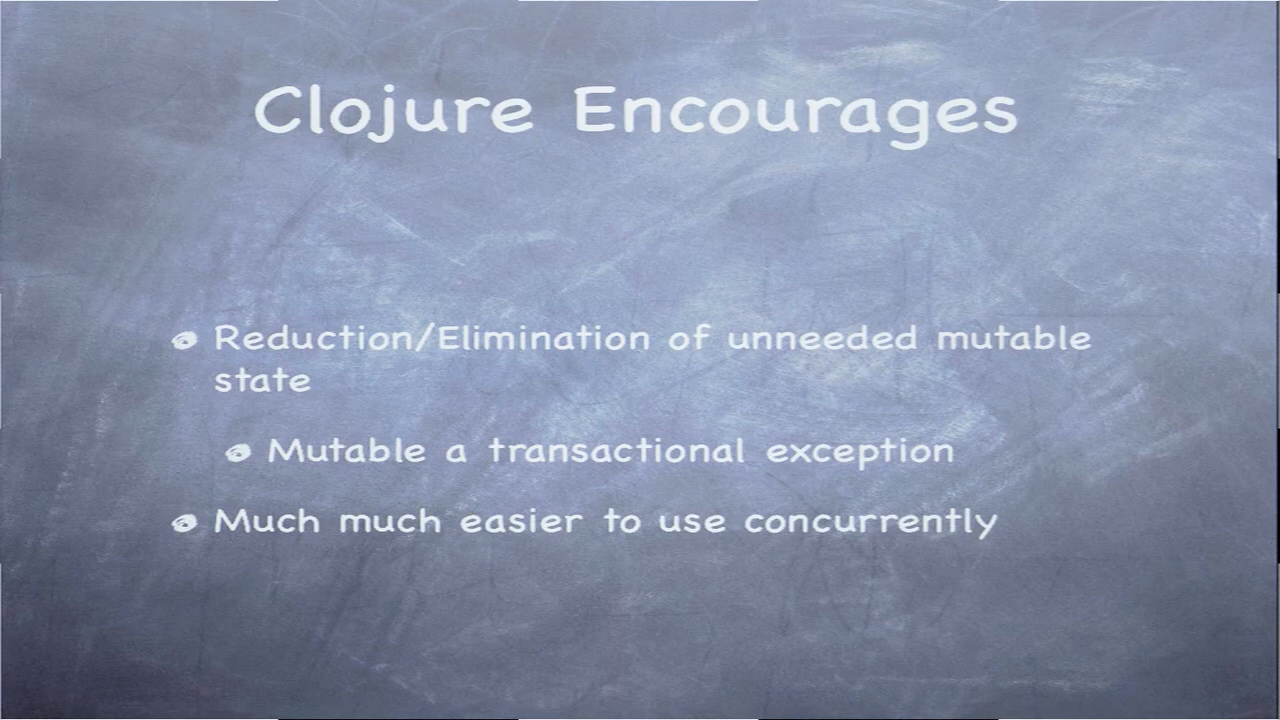 Clojure Encourages
Reduction/Elimination of unneeded mutable
state
Mutable a transactional exception
Much much easier to use concurrently